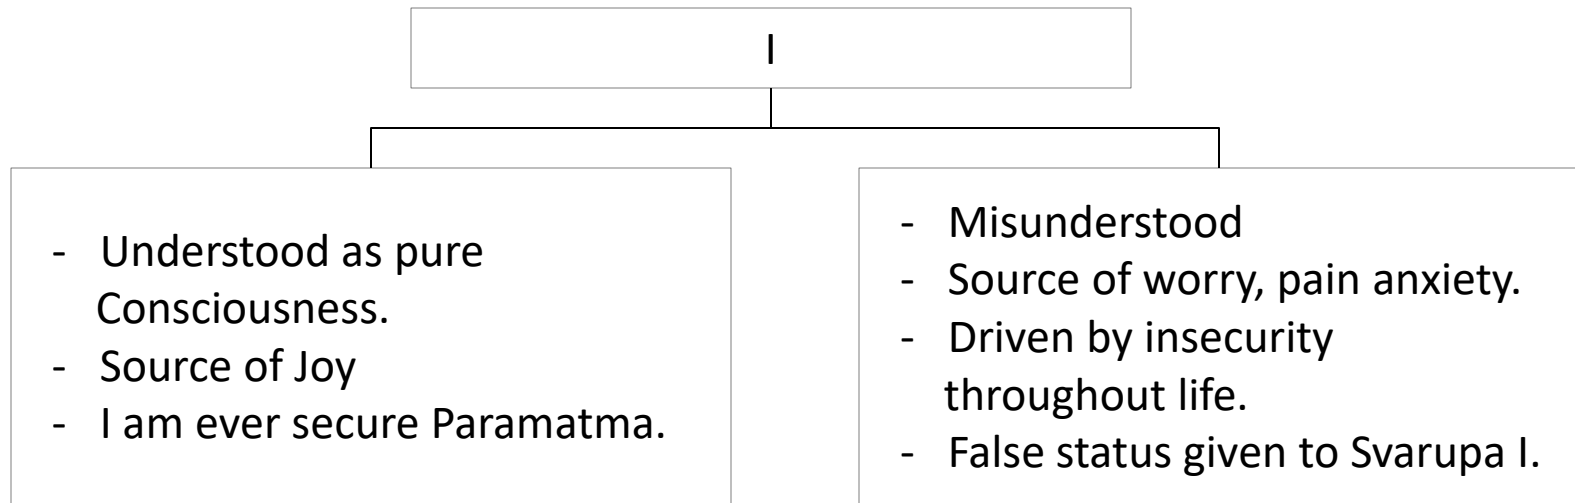 I
- Understood as pure
Consciousness.
- Source of Joy
- I am ever secure Paramatma.
- Misunderstood
- Source of worry, pain anxiety.
- Driven by insecurity
throughout life.
- False status given to Svarupa I.